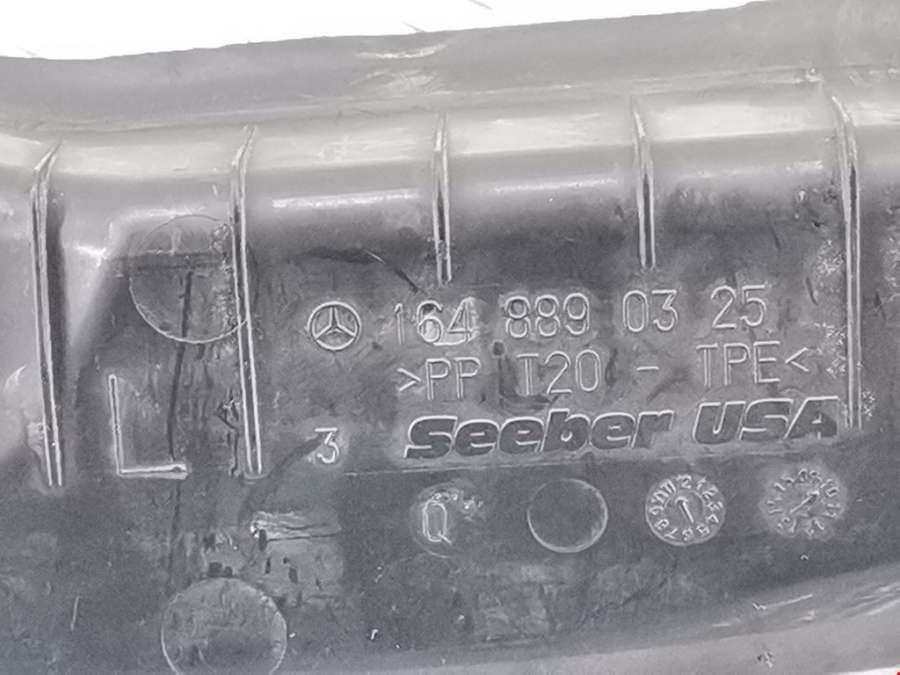 164 889 03 25
>PP T20 - TPE<
L
3 Seeber USA
Q